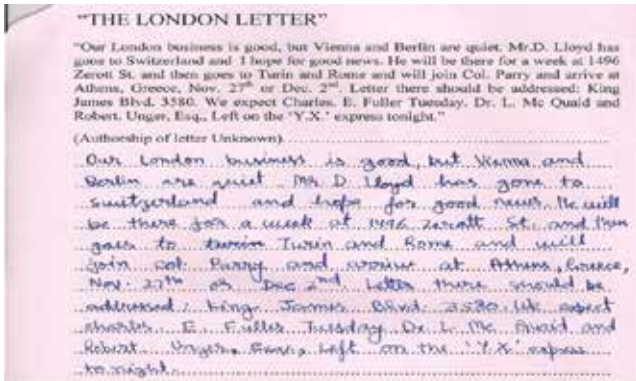 "THE LONDON LETTER"
"Our London business is good, but Vienna and Berlin are quiet. Mr.D. Lloyd has
gone to Switzerland and I hope for good news. He will be there for a week at 1496
Zerott St. and then goes to Turin and Rome and will join Col. Parry and arrive at
Athens, Greece, Nov. 27th or Dec. 2nd. Letter there should be addressed: King
James Blvd. 3580. We expect Charles. E. Fuller Tuesday. Dr. L. Mc Quaid and
Robert. Unger, Esq., Left on the 'Y.X.' express tonight."
(Authorship of letter Unknown)
Our London business is good, but Vienna and
Berlin are quiet. Mr D Lloyd has gone to
switzerland and hope for good news. He will
be there for a week at 1496 Zerott St. and then
goes to turin Turin and Rome and will
join col. Parry and arrive at Athens, Greece,
Nov. 27th or Dec 2nd Letter there should be
addressed: King James Blvd. 3580 We expect
charles. E. Fuller Tuesday. Dr. L. Mc Quaid and
Robert. Unger, Left on the 'Y.X' express
to night.